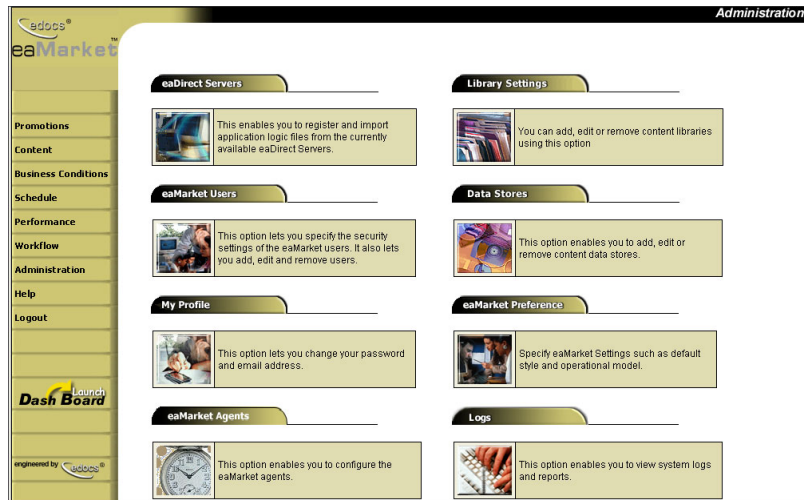 Administration
edocs®
eaMarket™
eaDirect Servers
This enables you to register and import
application logic files from the currently
available eaDirect Servers.
Library Settings
You can add, edit or remove content libraries
using this option
eaMarket Users
This option lets you specify the security
settings of the eaMarket users. It also lets
you add, edit and remove users.
Data Stores
This option enables you to add, edit or
remove content data stores.
My Profile
This option lets you change your password
and email address.
eaMarket Preference
Specify eaMarket Settings such as default
style and operational model.
eaMarket Agents
This option enables you to configure the
eaMarket agents.
Logs
This option enables you to view system logs
and reports.
Promotions
Content
Business Conditions
Schedule
Performance
Workflow
Administration
Help
Logout
Launch
Dash Board
engineered by edocs®